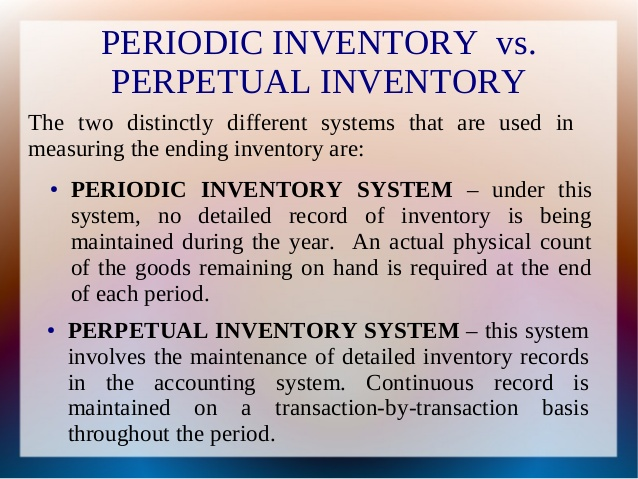 PERIODIC INVENTORY vs.
PERPETUAL INVENTORY
The two distinctly different systems that are used in
measuring the ending inventory are:
• PERIODIC INVENTORY SYSTEM – under this
system, no detailed record of inventory is being
maintained during the year. An actual physical count
of the goods remaining on hand is required at the end
of each period.
• PERPETUAL INVENTORY SYSTEM – this system
involves the maintenance of detailed inventory records
in the accounting system. Continuous record is
maintained on a transaction-by-transaction basis
throughout the period.